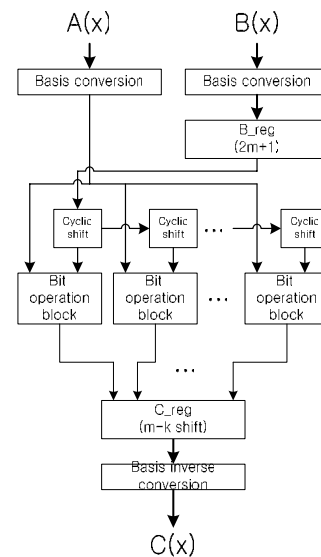 A(x)
B(x)
Basis conversion
Basis conversion
B_reg
(2m+1)
Cyclic
shift
Cyclic
shift
...
Cyclic
shift
Bit
operation
block
Bit
operation
block
...
Bit
operation
block
...
C_reg
(m-k shift)
Basis inverse
conversion
C(x)